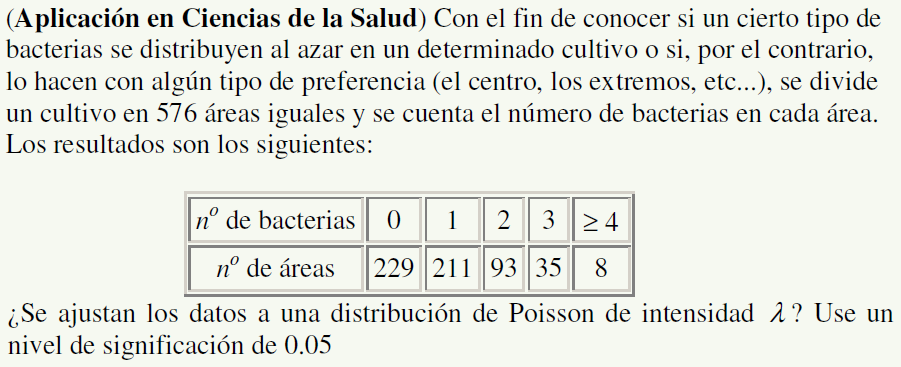 (Aplicación en Ciencias de la Salud) Con el fin de conocer si un cierto tipo de
bacterias se distribuyen al azar en un determinado cultivo o si, por el contrario,
lo hacen con algún tipo de preferencia (el centro, los extremos, etc...), se divide
un cultivo en 576 áreas iguales y se cuenta el número de bacterias en cada área.
Los resultados son los siguientes:
nº de bacterias 0 1 2 3 ≥ 4
nº de áreas 229 211 93 35 8
¿Se ajustan los datos a una distribución de Poisson de intensidad λ? Use un
nivel de significación de 0.05